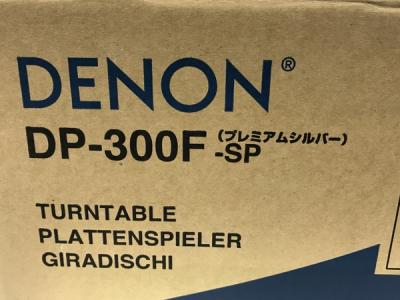 DENON®
DP-300F-SP (プレミアムシルバー)
TURNTABLE
PLATTENSPIELER
GIRADISCHI